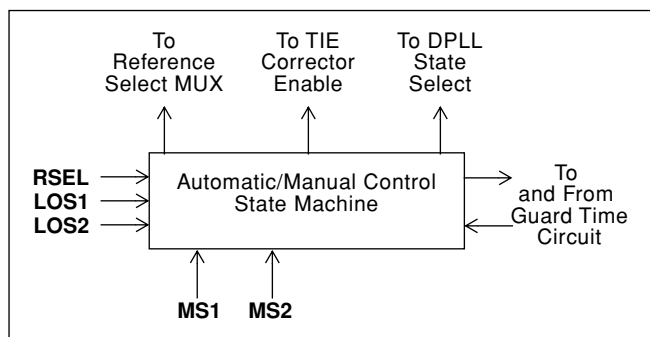 To
Reference
Select MUX
To TIE
Corrector
Enable
To DPLL
State
Select
RSEL
LOS1
LOS2
Automatic/Manual Control
State Machine
To
and From
Guard Time
Circuit
MS1
MS2